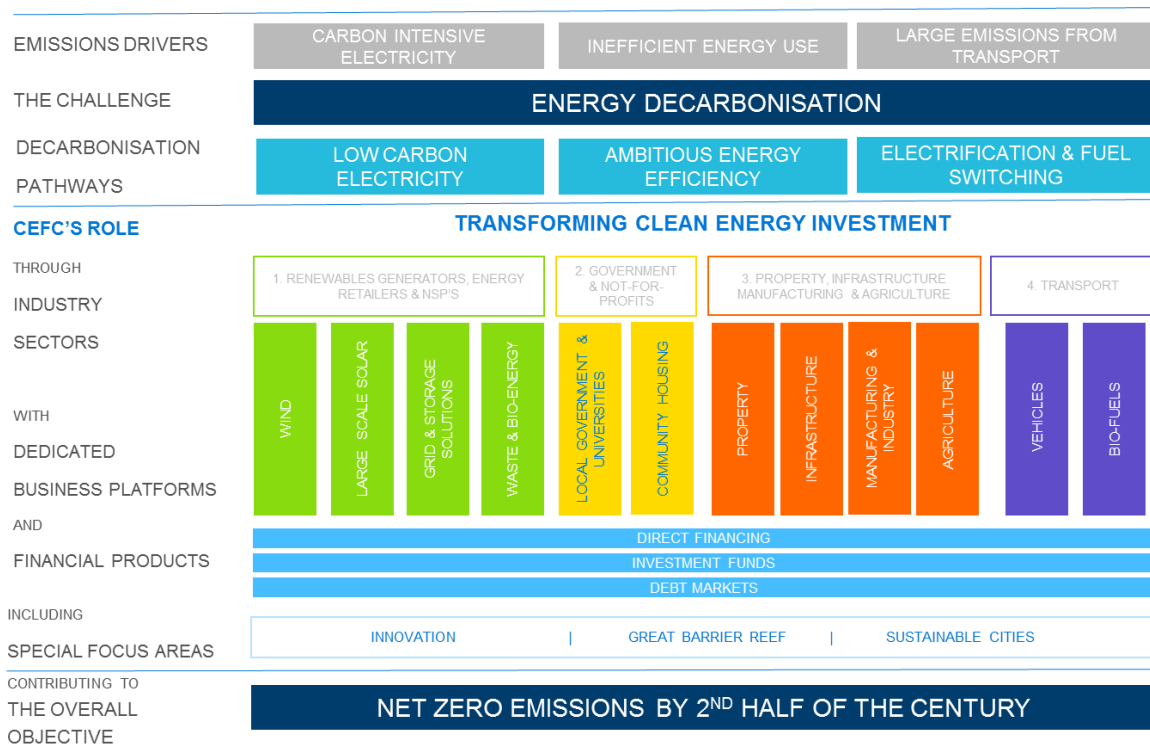 EMISSIONS DRIVERS
CARBON INTENSIVE
ELECTRICITY
INEFFICIENT ENERGY USE
LARGE EMISSIONS FROM
TRANSPORT
THE CHALLENGE
ENERGY DECARBONISATION
DECARBONISATION
PATHWAYS
LOW CARBON
ELECTRICITY
AMBITIOUS ENERGY
EFFICIENCY
ELECTRIFICATION & FUEL
SWITCHING
CEFC'S ROLE
TRANSFORMING CLEAN ENERGY INVESTMENT
THROUGH
INDUSTRY
SECTORS
1. RENEWABLES GENERATORS, ENERGY
RETAILERS & NSP'S
2. GOVERNMENT
& NOT-FOR-
PROFITS
3. PROPERTY, INFRASTRUCTURE
MANUFACTURING & AGRICULTURE
4. TRANSPORT
WITH
DEDICATED
BUSINESS PLATFORMS
WIND
LARGE SCALE SOLAR
GRID & STORAGE
SOLUTIONS
WASTE & BIO-ENERGY
LOCAL GOVERNMENT &
UNIVERSITIES
COMMUNITY HOUSING
PROPERTY
INFRASTRUCTURE
MANUFACTURING &
INDUSTRY
AGRICULTURE
VEHICLES
BIO-FUELS
AND
FINANCIAL PRODUCTS
DIRECT FINANCING
INVESTMENT FUNDS
DEBT MARKETS
INCLUDING
SPECIAL FOCUS AREAS
INNOVATION | GREAT BARRIER REEF | SUSTAINABLE CITIES
CONTRIBUTING TO
THE OVERALL
OBJECTIVE
NET ZERO EMISSIONS BY 2ND HALF OF THE CENTURY